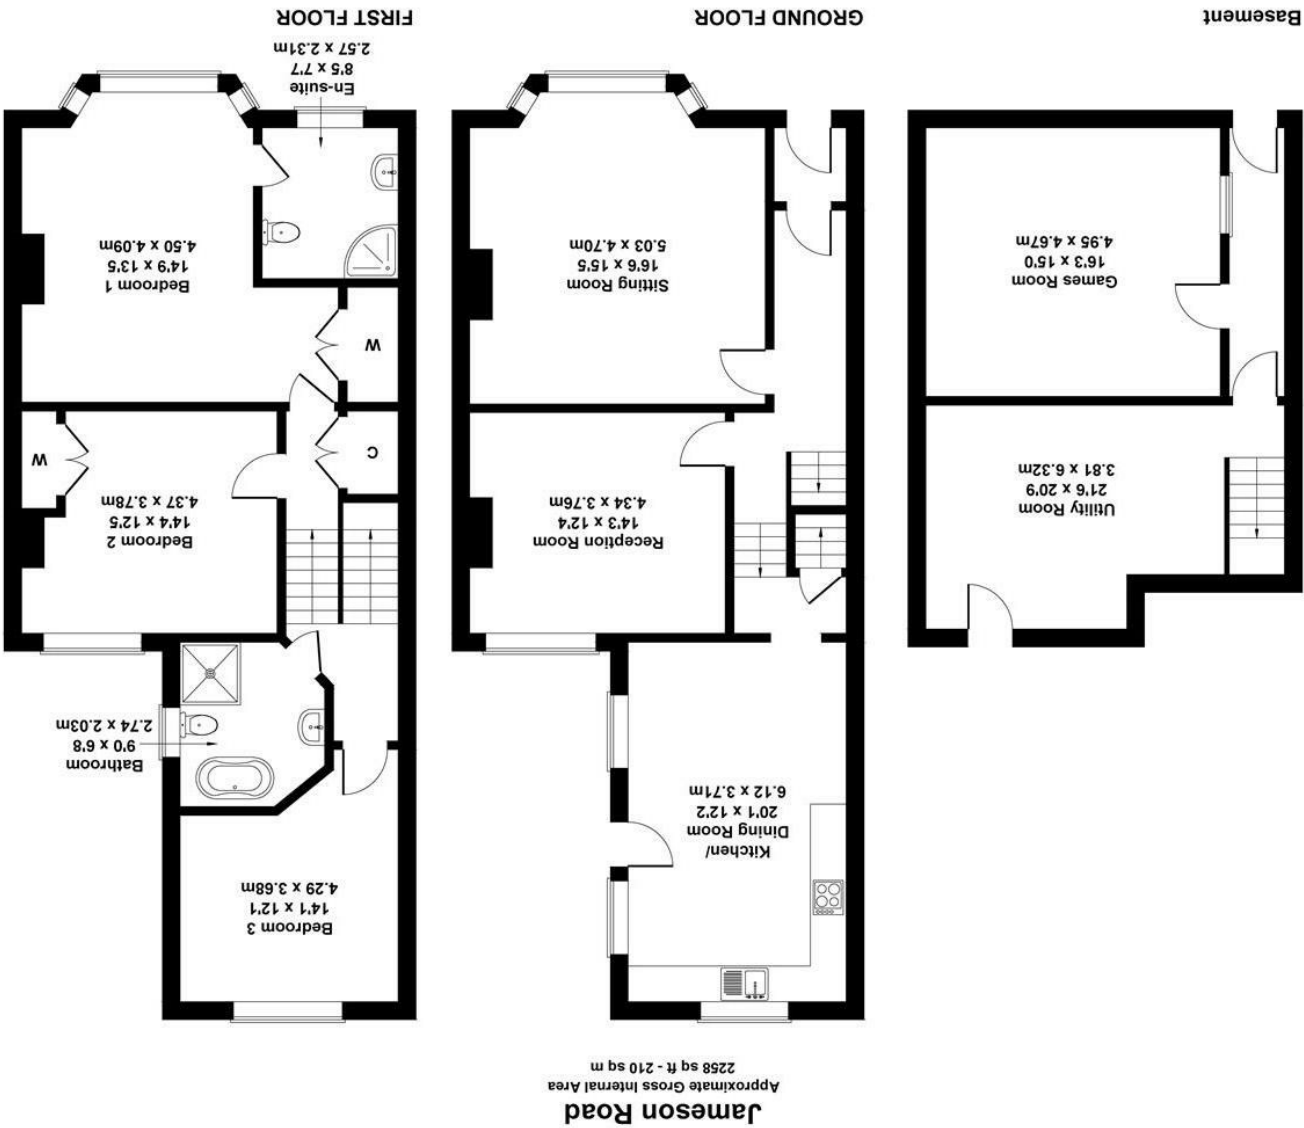 Jameson Road
Approximate Gross Internal Area
2258 sq ft - 210 sq m
Kitchen/
Dining Room
20'1 x 12'2
6.12 x 3.71m
Bedroom 3
14'1 x 12'1
4.29 x 3.68m
Bathroom
9'0 x 6'8
2.74 x 2.03m
Utility Room
21'6 x 20'9
3.81 x 6.32m
Reception Room
14'3 x 12'4
4.34 x 3.76m
Bedroom 2
14'4 x 12'5
4.37 x 3.78m
C
W
W
Games Room
16'3 x 15'0
4.95 x 4.67m
Sitting Room
16'6 x 15'5
5.03 x 4.70m
Bedroom 1
14'9 x 13'5
4.50 x 4.09m
En-suite
8'5 x 7'7
2.57 x 2.31m
Basement
GROUND FLOOR
FIRST FLOOR